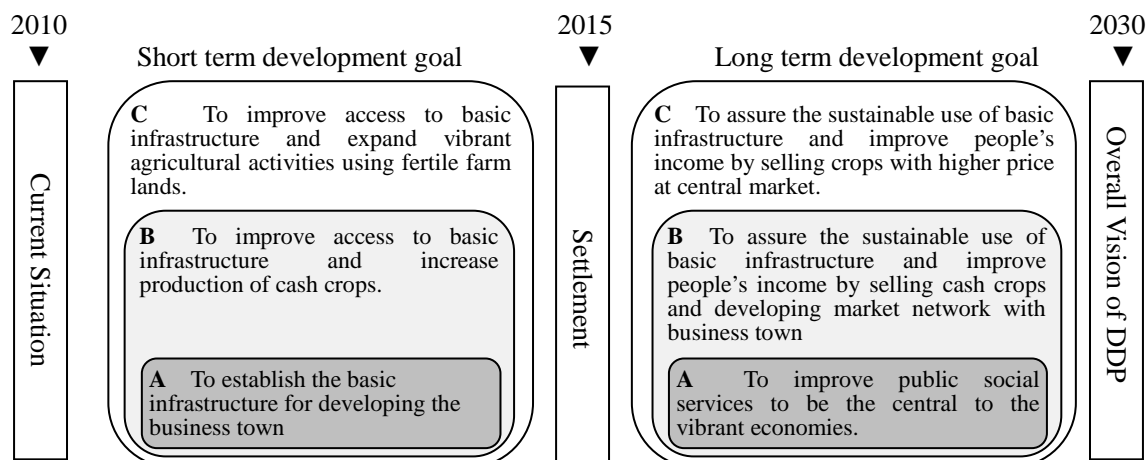 2010
2015
2030
Short term development goal
Long term development goal
Current Situation
C To improve access to basic
infrastructure and expand vibrant
agricultural activities using fertile farm
lands.
B To improve access to basic
infrastructure and increase
production of cash crops.
A To establish the basic
infrastructure for developing the
business town
Settlement
C To assure the sustainable use of basic
infrastructure and improve people's
income by selling crops with higher price
at central market.
B To assure the sustainable use of
basic infrastructure and improve
people's income by selling cash crops
and developing market network with
business town
A To improve public social
services to be the central to the
vibrant economies.
Overall Vision of DDP